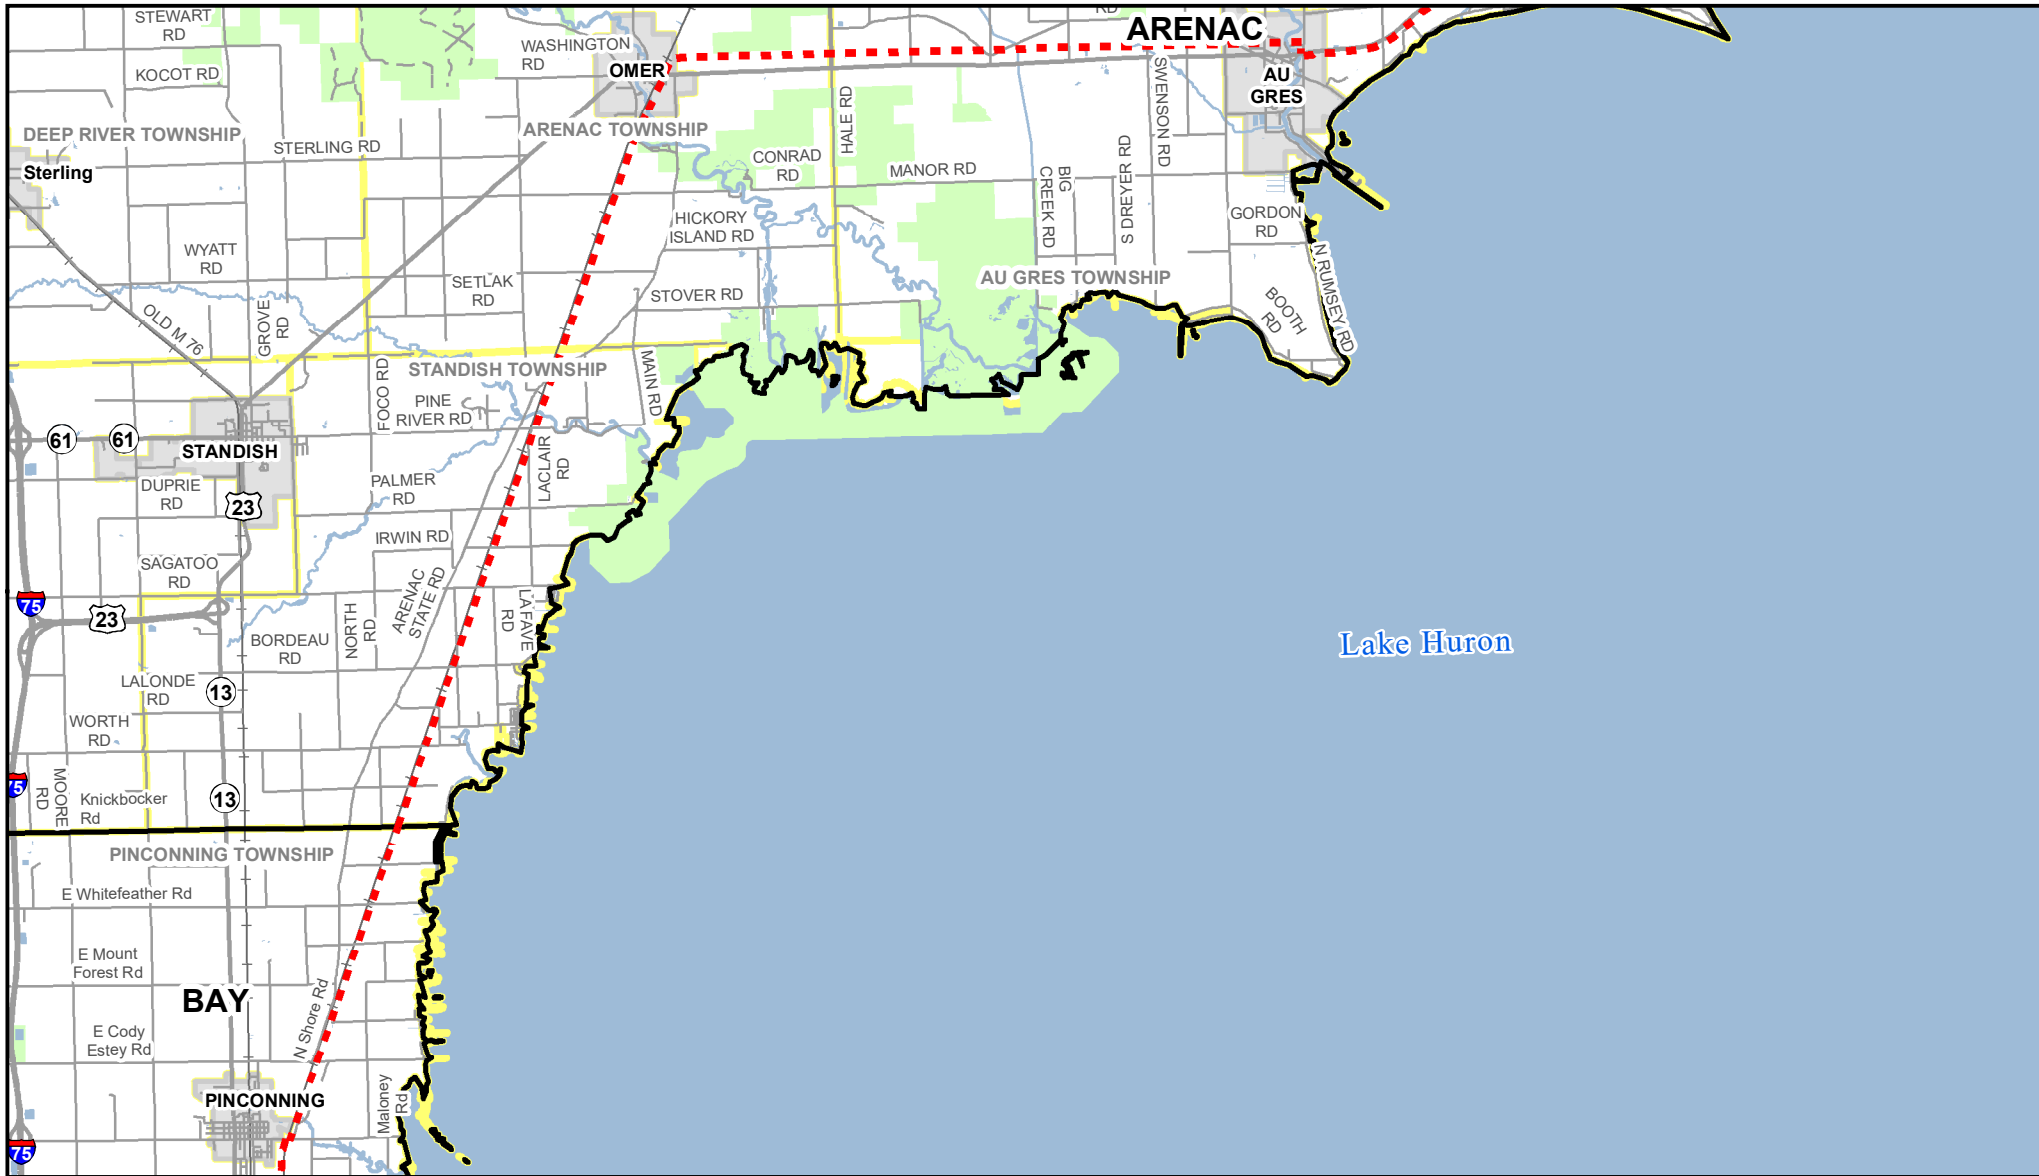 STEWART
RD
WASHINGTON
RD
RD
ARENAC
KOCOT RD
OMER
AU
GRES
SWENSON RD
HALE RD
DEEP RIVER TOWNSHIP
ARENAC TOWNSHIP
STERLING RD
Sterling
CONRAD
RD
MANOR RD
BIG
CREEK RD
S DREYER RD
HICKORY
ISLAND RD
GORDON
RD
WYATT
RD
N RUMSEY RD
SETLAK
RD
STOVER RD
AU GRES TOWNSHIP
BOOTH
RD
OLD M 76
GROVE
RD
FOCO RD
STANDISH TOWNSHIP
MAIN RD
PINE
RIVER RD
61
61
STANDISH
LACLAIR
RD
DUPRIE
RD
PALMER
RD
23
IRWIN RD
SAGATOO
RD
ARENAC
STATE RD
LA FAVE
RD
75
23
NORTH
RD
BORDEAU
RD
Lake Huron
LALONDE
RD
13
WORTH
RD
75
MOORE
RD
Knickbocker
Rd
13
PINCONNING TOWNSHIP
E Whitefeather Rd
E Mount
Forest Rd
BAY
N Shore Rd
E Cody
Estey Rd
Maloney
Rd
PINCONNING
75